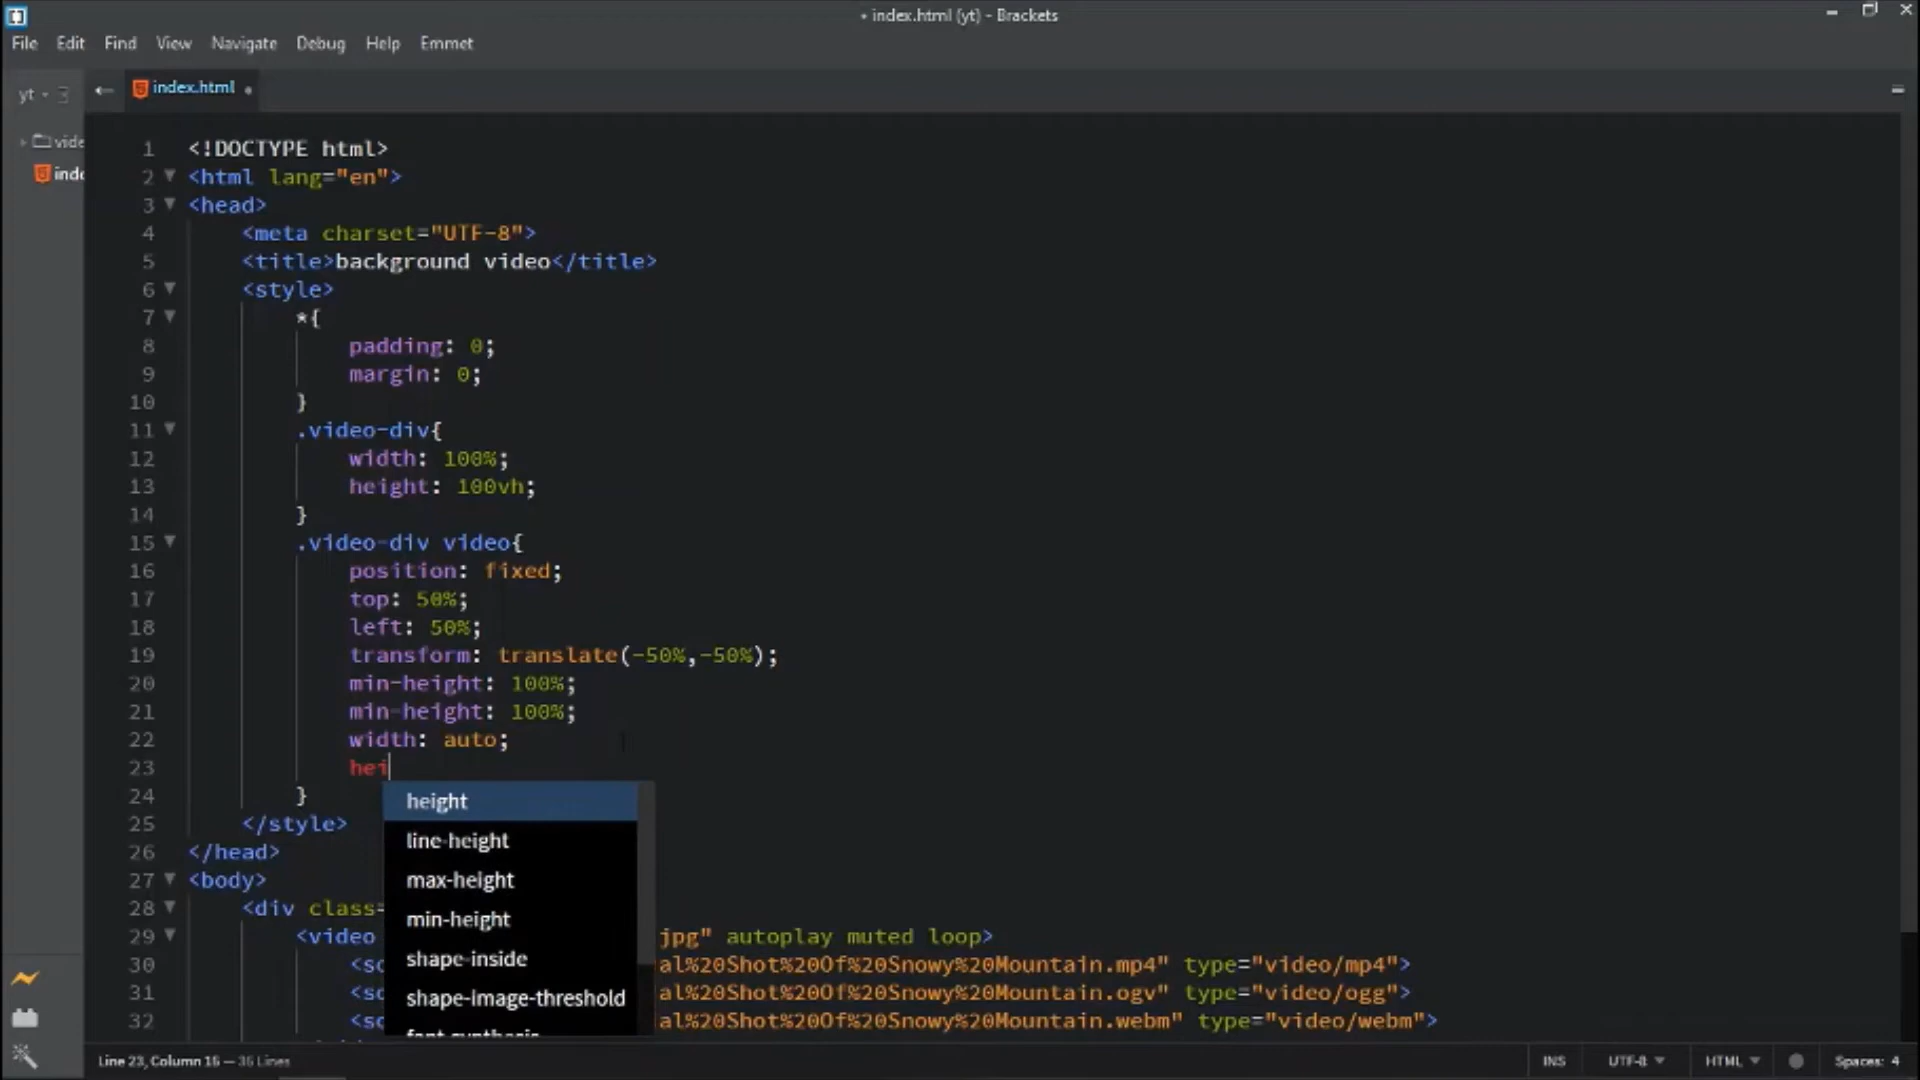 • index.html (yt) - Brackets
File Edit Find View Navigate Debug Help Emmet
yt
index.html •
vide
inde
1 <!DOCTYPE html>
2 <html lang="en">
3 <head>
4 <meta charset="UTF-8">
5 <title>background video</title>
6 <style>
7 *{
8 padding: 0;
9 margin: 0;
10 }
11 .video-div{
12 width: 100%;
13 height: 100vh;
14 }
15 .video-div video{
16 position: fixed;
17 top: 50%;
18 left: 50%;
19 transform: translate(-50%,-50%);
20 min-height: 100%;
21 min-height: 100%;
22 width: auto;
23 hei
24 }
height
25 </style>
line-height
26 </head>
max-height
27 <body>
min-height
28 <div class=
29 <video jpg" autoplay muted loop>
shape-inside
30 <so al%20Shot%20Of%20Snowy%20Mountain.mp4" type="video/mp4">
31 <so al%20Shot%20Of%20Snowy%20Mountain.ogv" type="video/ogg">
shape-image-threshold
32 <so al%20Shot%20Of%20Snowy%20Mountain.webm" type="video/webm">
font-synthesis
Line 23, Column 16 — 36 Lines
INS UTF-8 HTML Spaces: 4